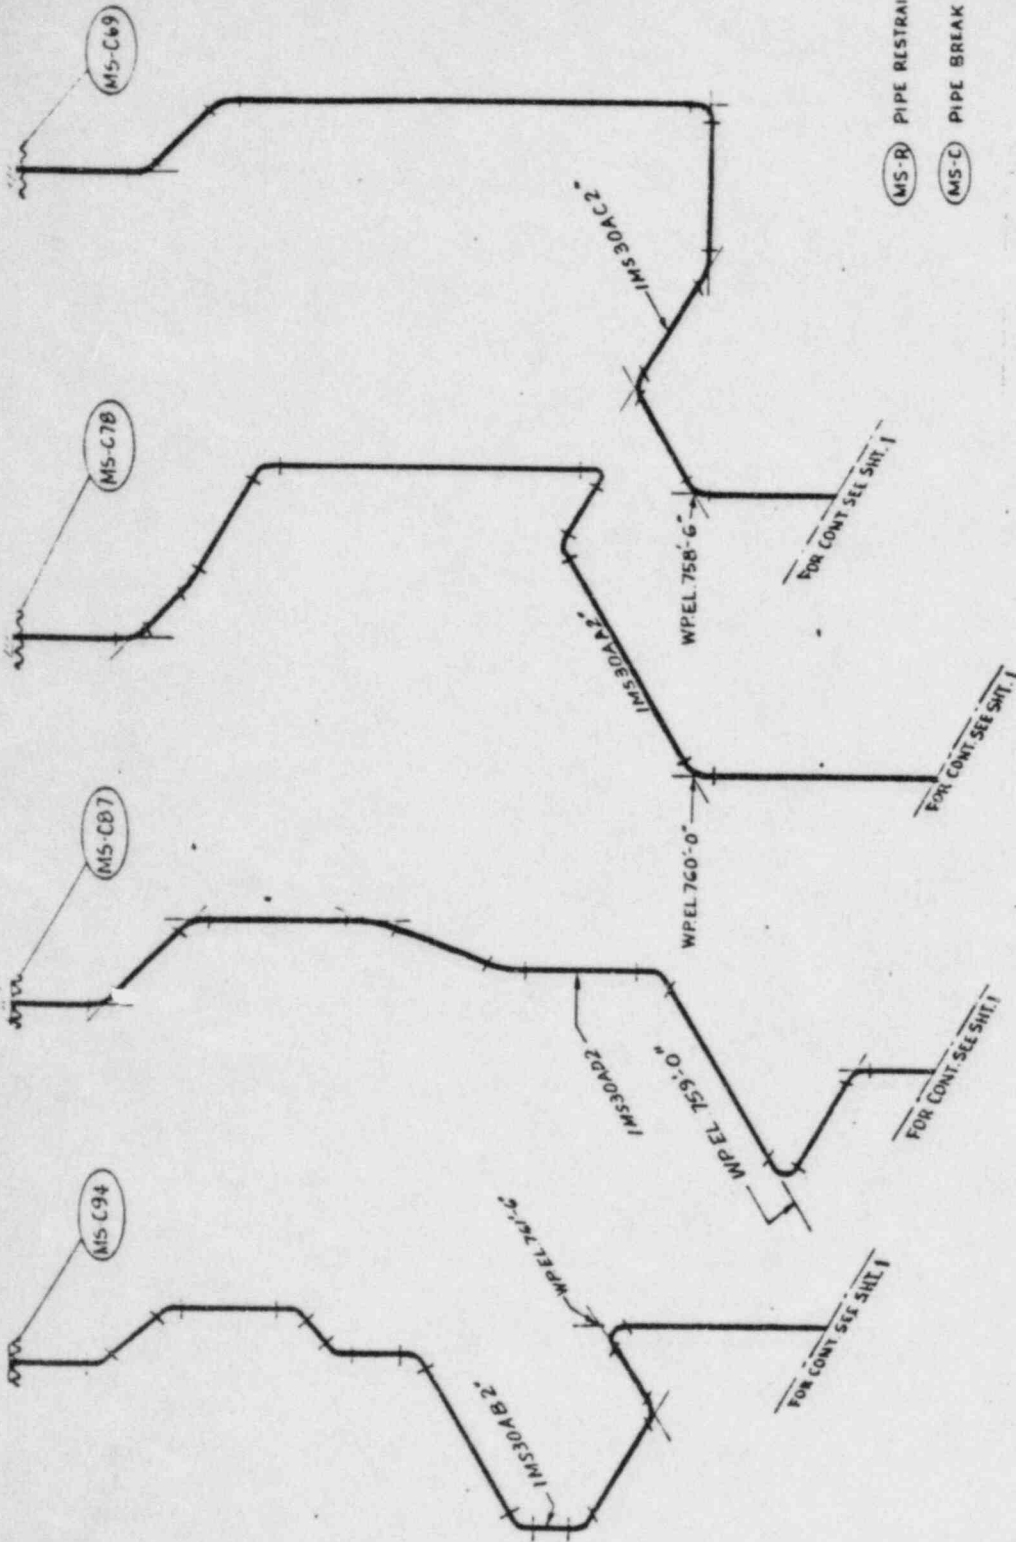 MS-C69
MS-C78
MS-C87
MS-C94
1MS30AC2"
1MS30AA2"
1MS30AD2
1MS30AB2"
WP.EL. 758'-6"
WP.EL. 760'-0"
WP EL 759'-0"
WP EL 761'-6"
FOR CONT SEE SHT. 1
FOR CONT. SEE SHT. 1
FOR CONT. SEE SHT. 1
FOR CONT SEE SHT. 1
MS-R PIPE RESTRAI
MS-C PIPE BREAK